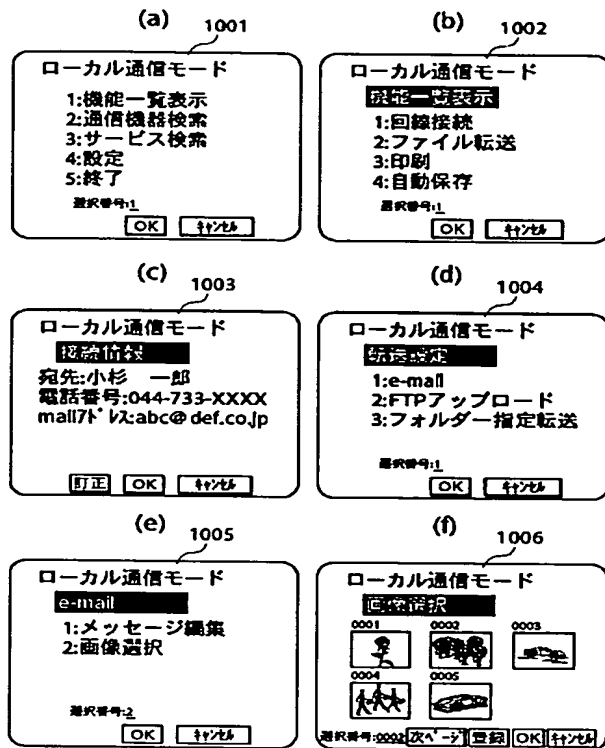 (a)
1001
ローカル通信モード
1:機能一覧表示
2:通信機器検索
3:サービス検索
4:設定
5:終了
選択番号:1
OK キャンセル
(b)
1002
ローカル通信モード
機能一覧表示
1:回線接続
2:ファイル転送
3:印刷
4:自動保存
選択番号:1
OK キャンセル
(c)
1003
ローカル通信モード
接続情報
宛先:小杉 一郎
電話番号:044-733-XXXX
mailアドレス:abc@def.co.jp
訂正 OK キャンセル
(d)
1004
ローカル通信モード
転送設定
1:e-mail
2:FTPアップロード
3:フォルダー指定転送
選択番号:1
OK キャンセル
(e)
1005
ローカル通信モード
e-mail
1:メッセージ編集
2:画像選択
選択番号:2
OK キャンセル
(f)
1006
ローカル通信モード
画像選択
0001 0002 0003
0004 0005
選択番号:0002 次ページ 登録 OK キャンセル